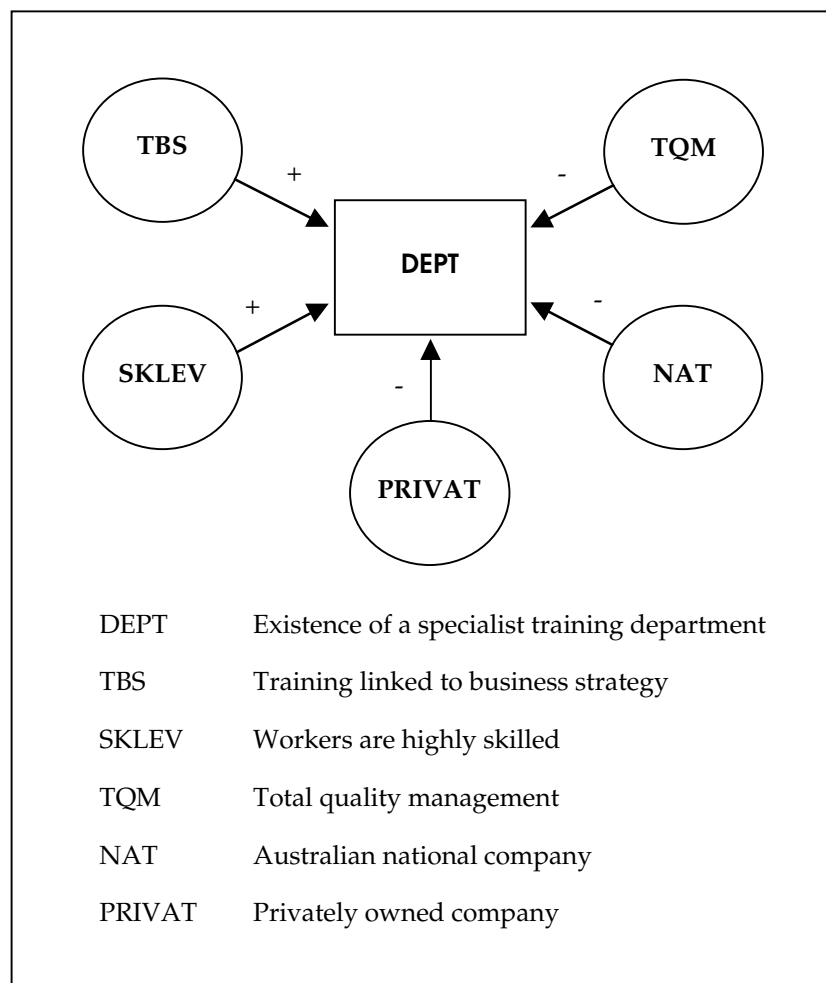 TBS
TQM
+
-
DEPT
+
-
SKLEV
NAT
-
PRIVAT
DEPT Existence of a specialist training department
TBS Training linked to business strategy
SKLEV Workers are highly skilled
TQM Total quality management
NAT Australian national company
PRIVAT Privately owned company